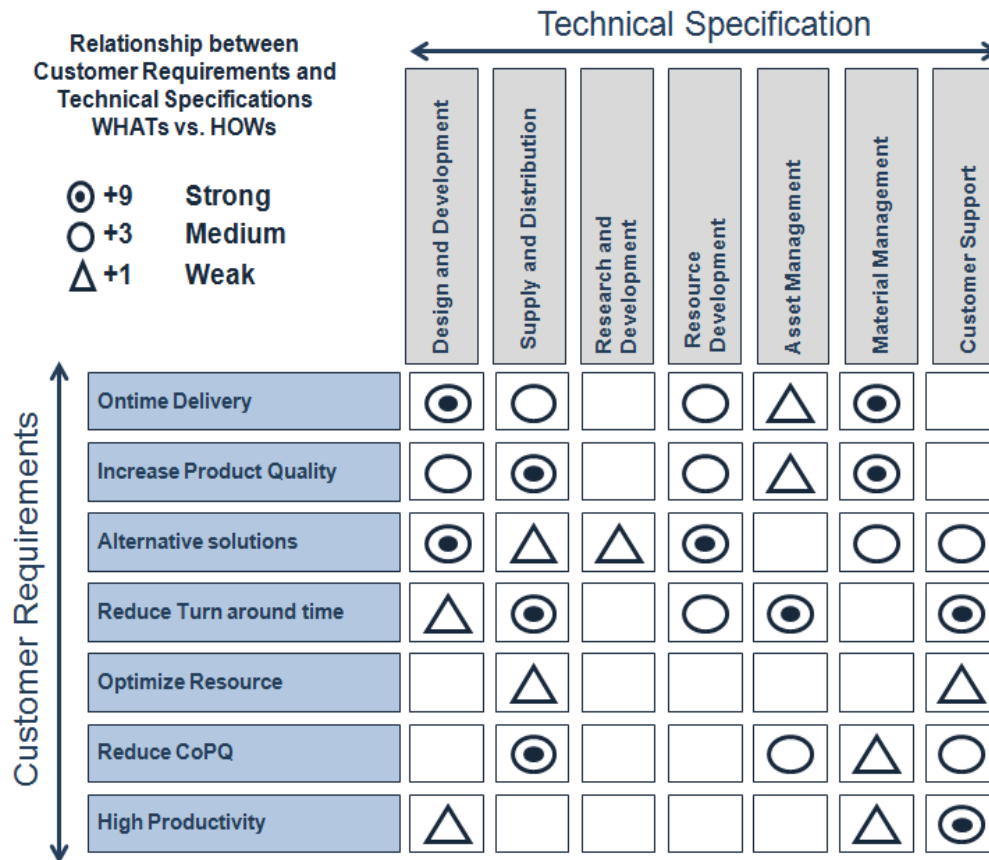 Technical Specification
Relationship between
Customer Requirements and
Technical Specifications
WHATs vs. HOWs
+9 Strong
+3 Medium
+1 Weak
Design and Development
Supply and Distribution
Research and
Development
Resource
Development
Asset Management
Material Management
Customer Support
Customer Requirements
Ontime Delivery
Increase Product Quality
Alternative solutions
Reduce Turn around time
Optimize Resource
Reduce CoPQ
High Productivity